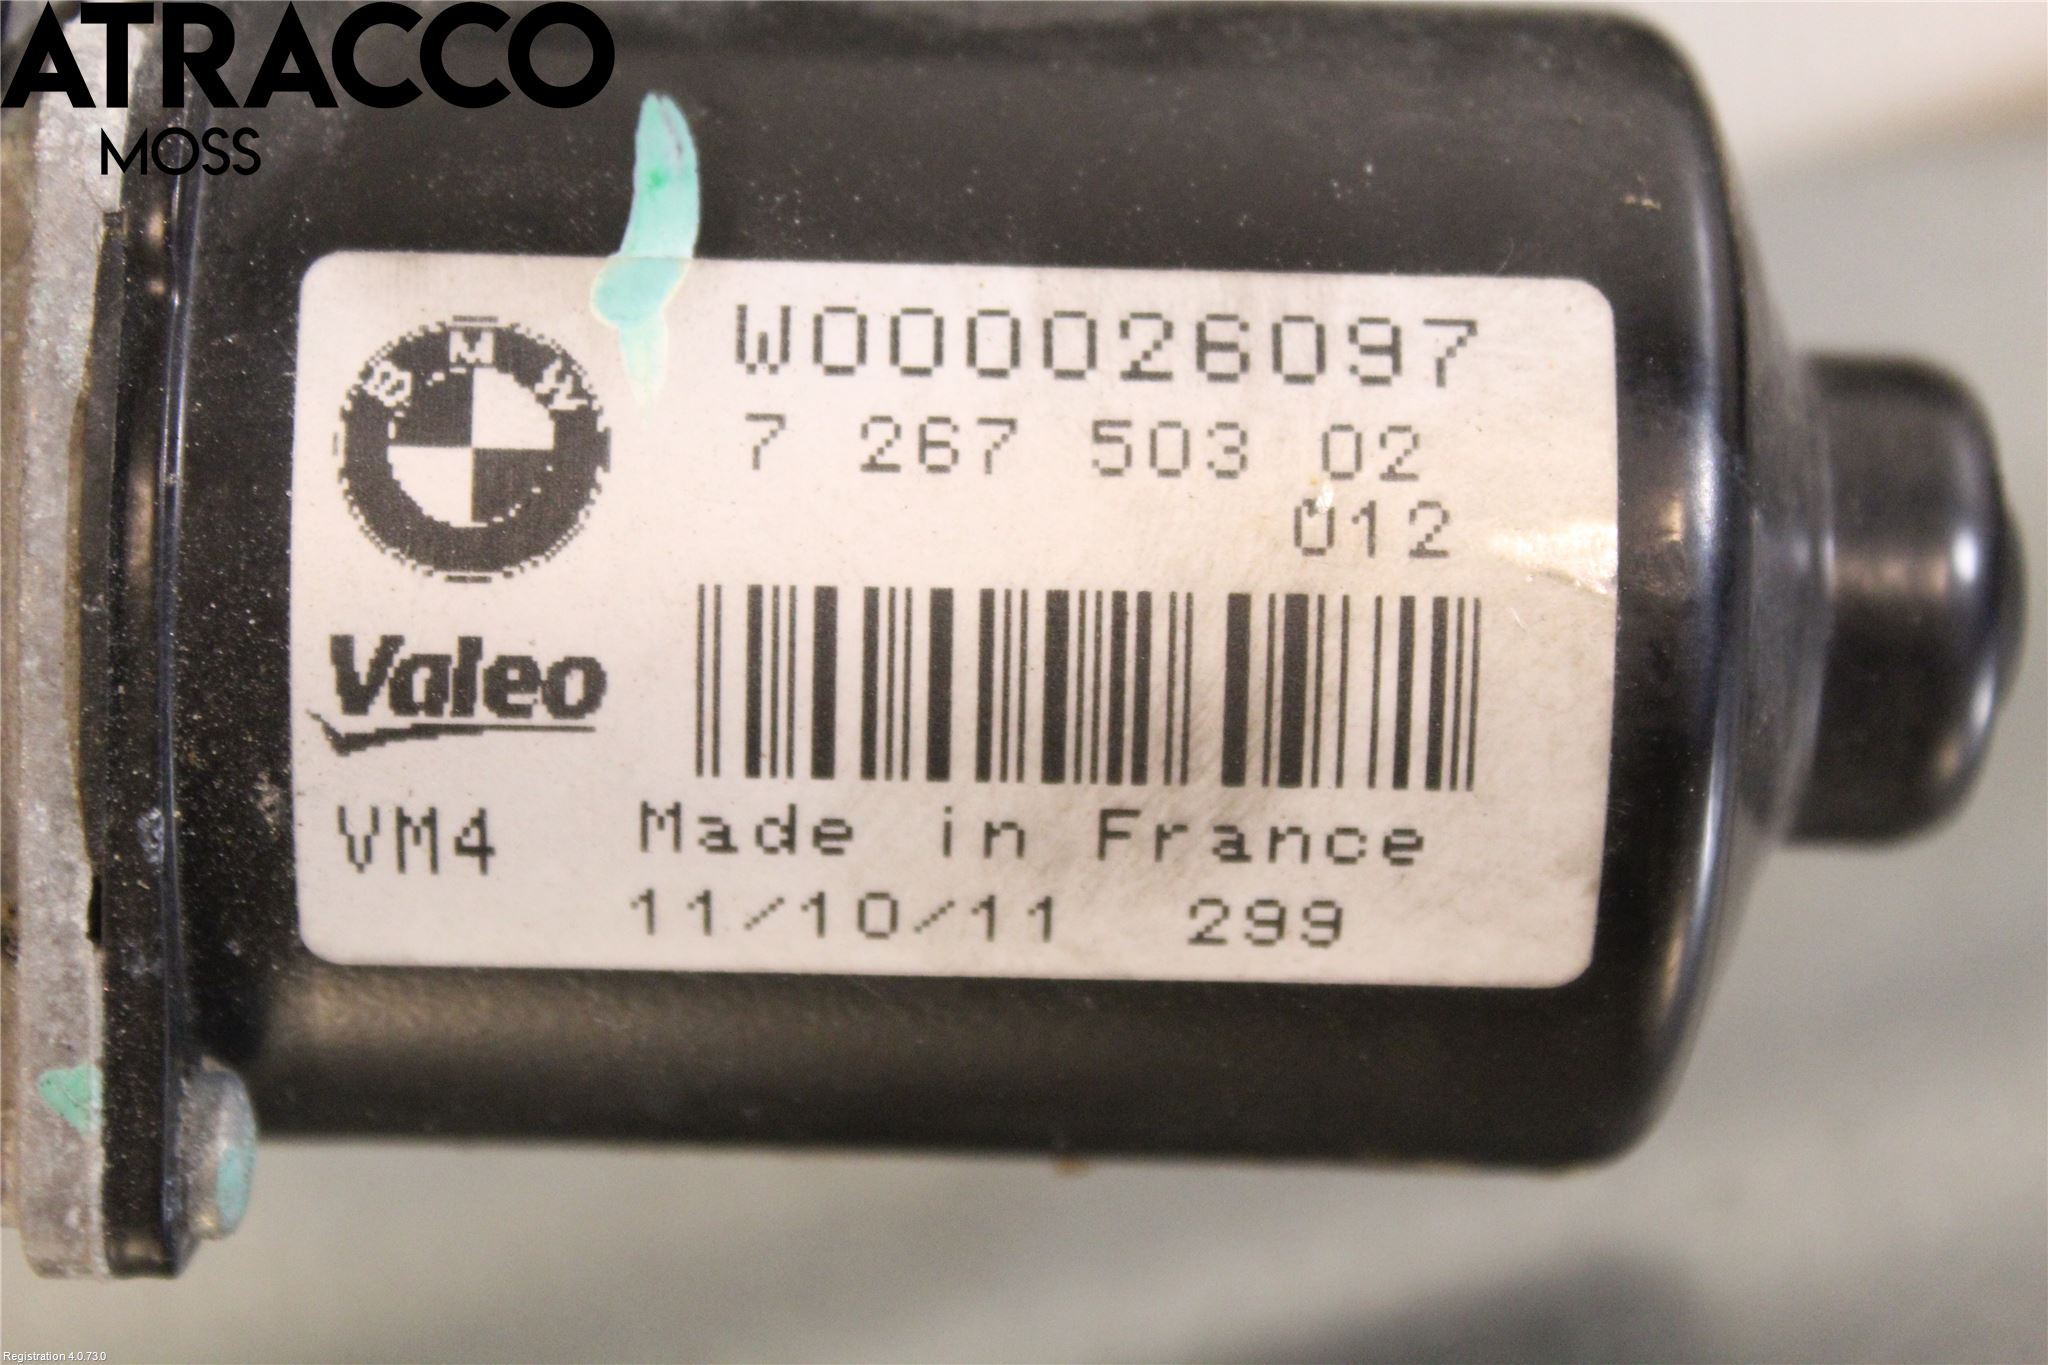 ATRACCO
MOSS
BMW
W000026097
7 267 503 02
012
Valeo
VM4 Made in France
11/10/11 299
Registration 4.0.73.0